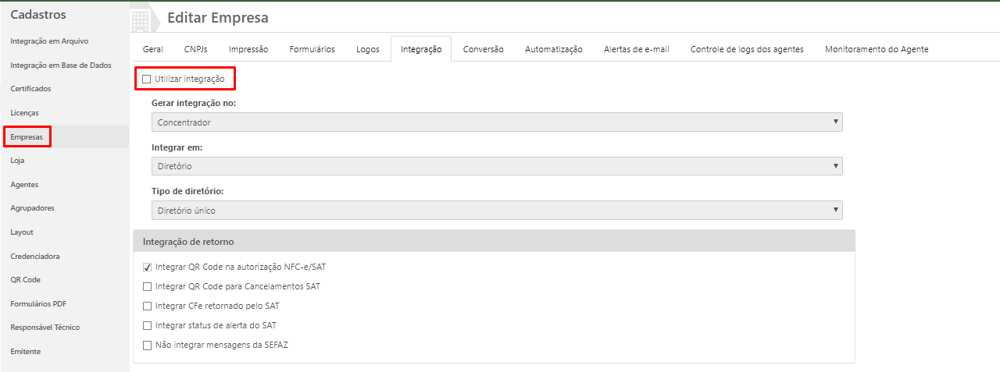 Cadastros
Integração em Arquivo
Integração em Base de Dados
Certificados
Licenças
Empresas
Loja
Agentes
Agrupadores
Layout
Credenciadora
QR Code
Formulários PDF
Responsável Técnico
Emitente
Editar Empresa
Geral CNPJs Impressão Formulários Logos Integração Conversão Automatização Alertas de e-mail Controle de logs dos agentes Monitoramento do Agente
Utilizar integração
Gerar integração no:
Concentrador
Integrar em:
Diretório
Tipo de diretório:
Diretório único
Integração de retorno
Integrar QR Code na autorização NFC-e/SAT
Integrar QR Code para Cancelamentos SAT
Integrar CFe retornado pelo SAT
Integrar status de alerta do SAT
Não integrar mensagens da SEFAZ